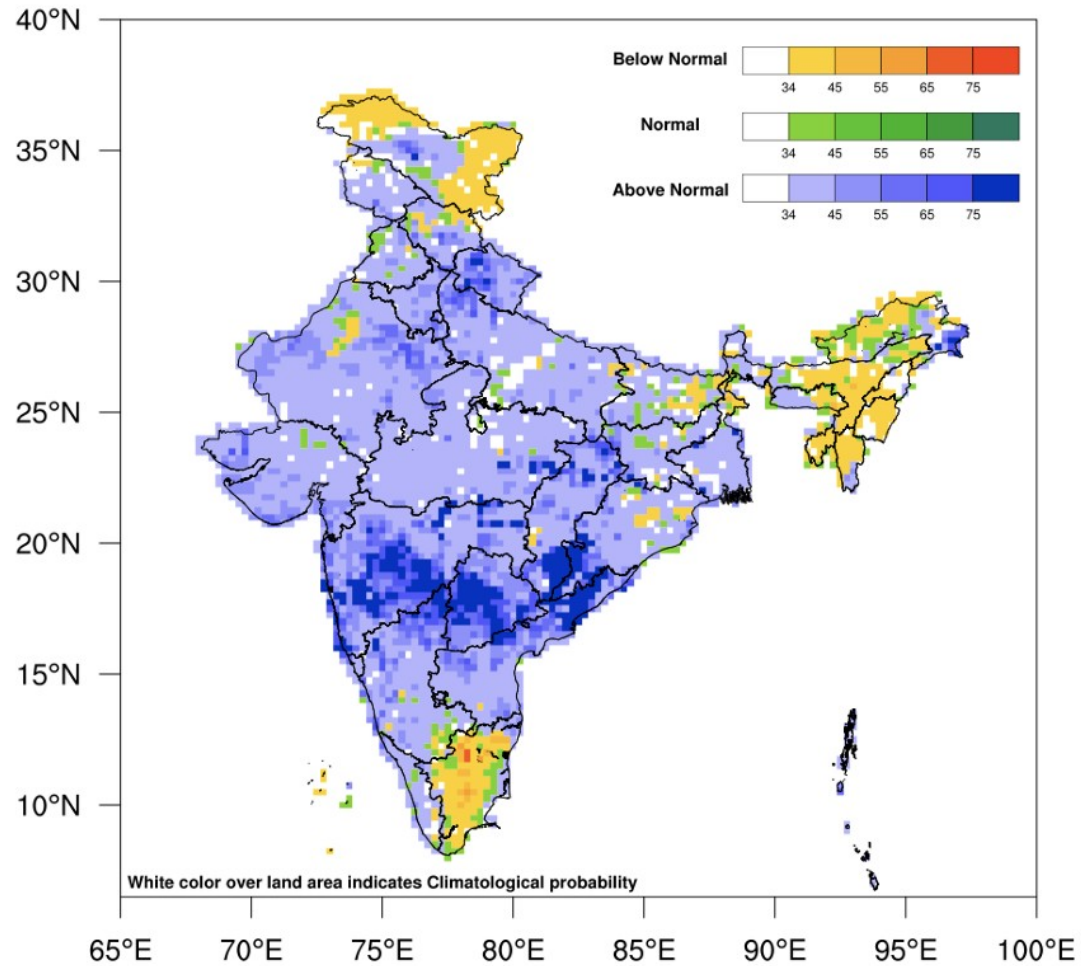 40°N
35°N
30°N
25°N
20°N
15°N
10°N
Below Normal
34 45 55 65 75
Normal
34 45 55 65 75
Above Normal
34 45 55 65 75
White color over land area indicates Climatological probability
65°E 70°E 75°E 80°E 85°E 90°E 95°E 100°E